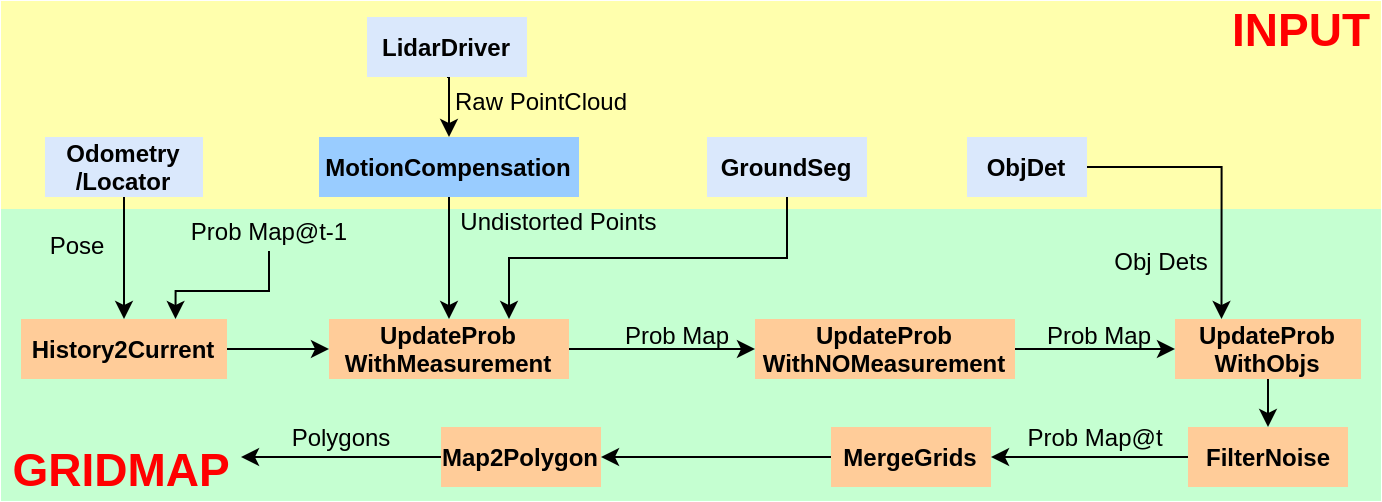 INPUT
LidarDriver
Raw PointCloud
Odometry
/Locator
MotionCompensation
GroundSeg
ObjDet
Pose
Prob Map@t-1
Undistorted Points
Obj Dets
History2Current
UpdateProb
WithMeasurement
Prob Map
UpdateProb
WithNOMeasurement
Prob Map
UpdateProb
WithObjs
GRIDMAP
Polygons
Map2Polygon
MergeGrids
Prob Map@t
FilterNoise